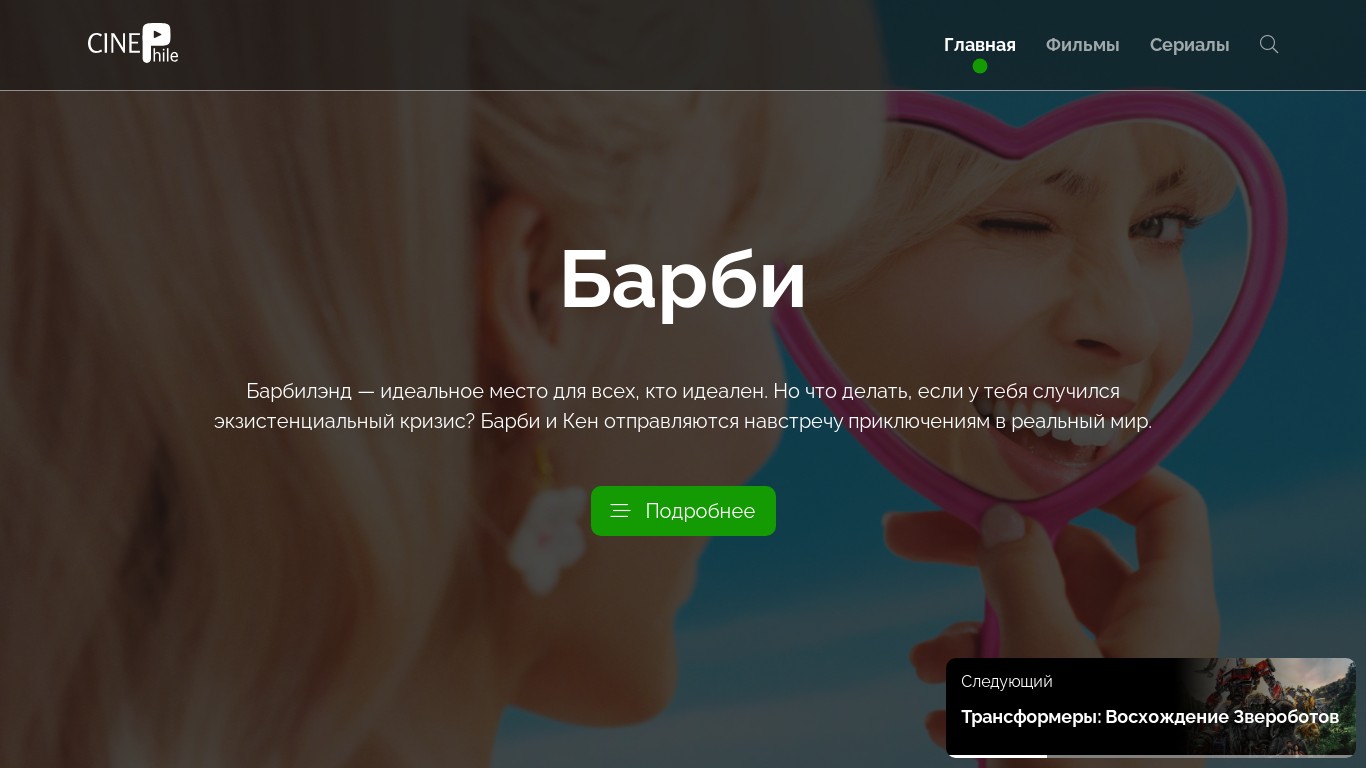 CINEPhile
Главная
Фильмы
Сериалы
Барби
Барбилэнд — идеальное место для всех, кто идеален. Но что делать, если у тебя случился
экзистенциальный кризис? Барби и Кен отправляются навстречу приключениям в реальный мир.
Подробнее
Следующий
Трансформеры: Восхождение Звероботов